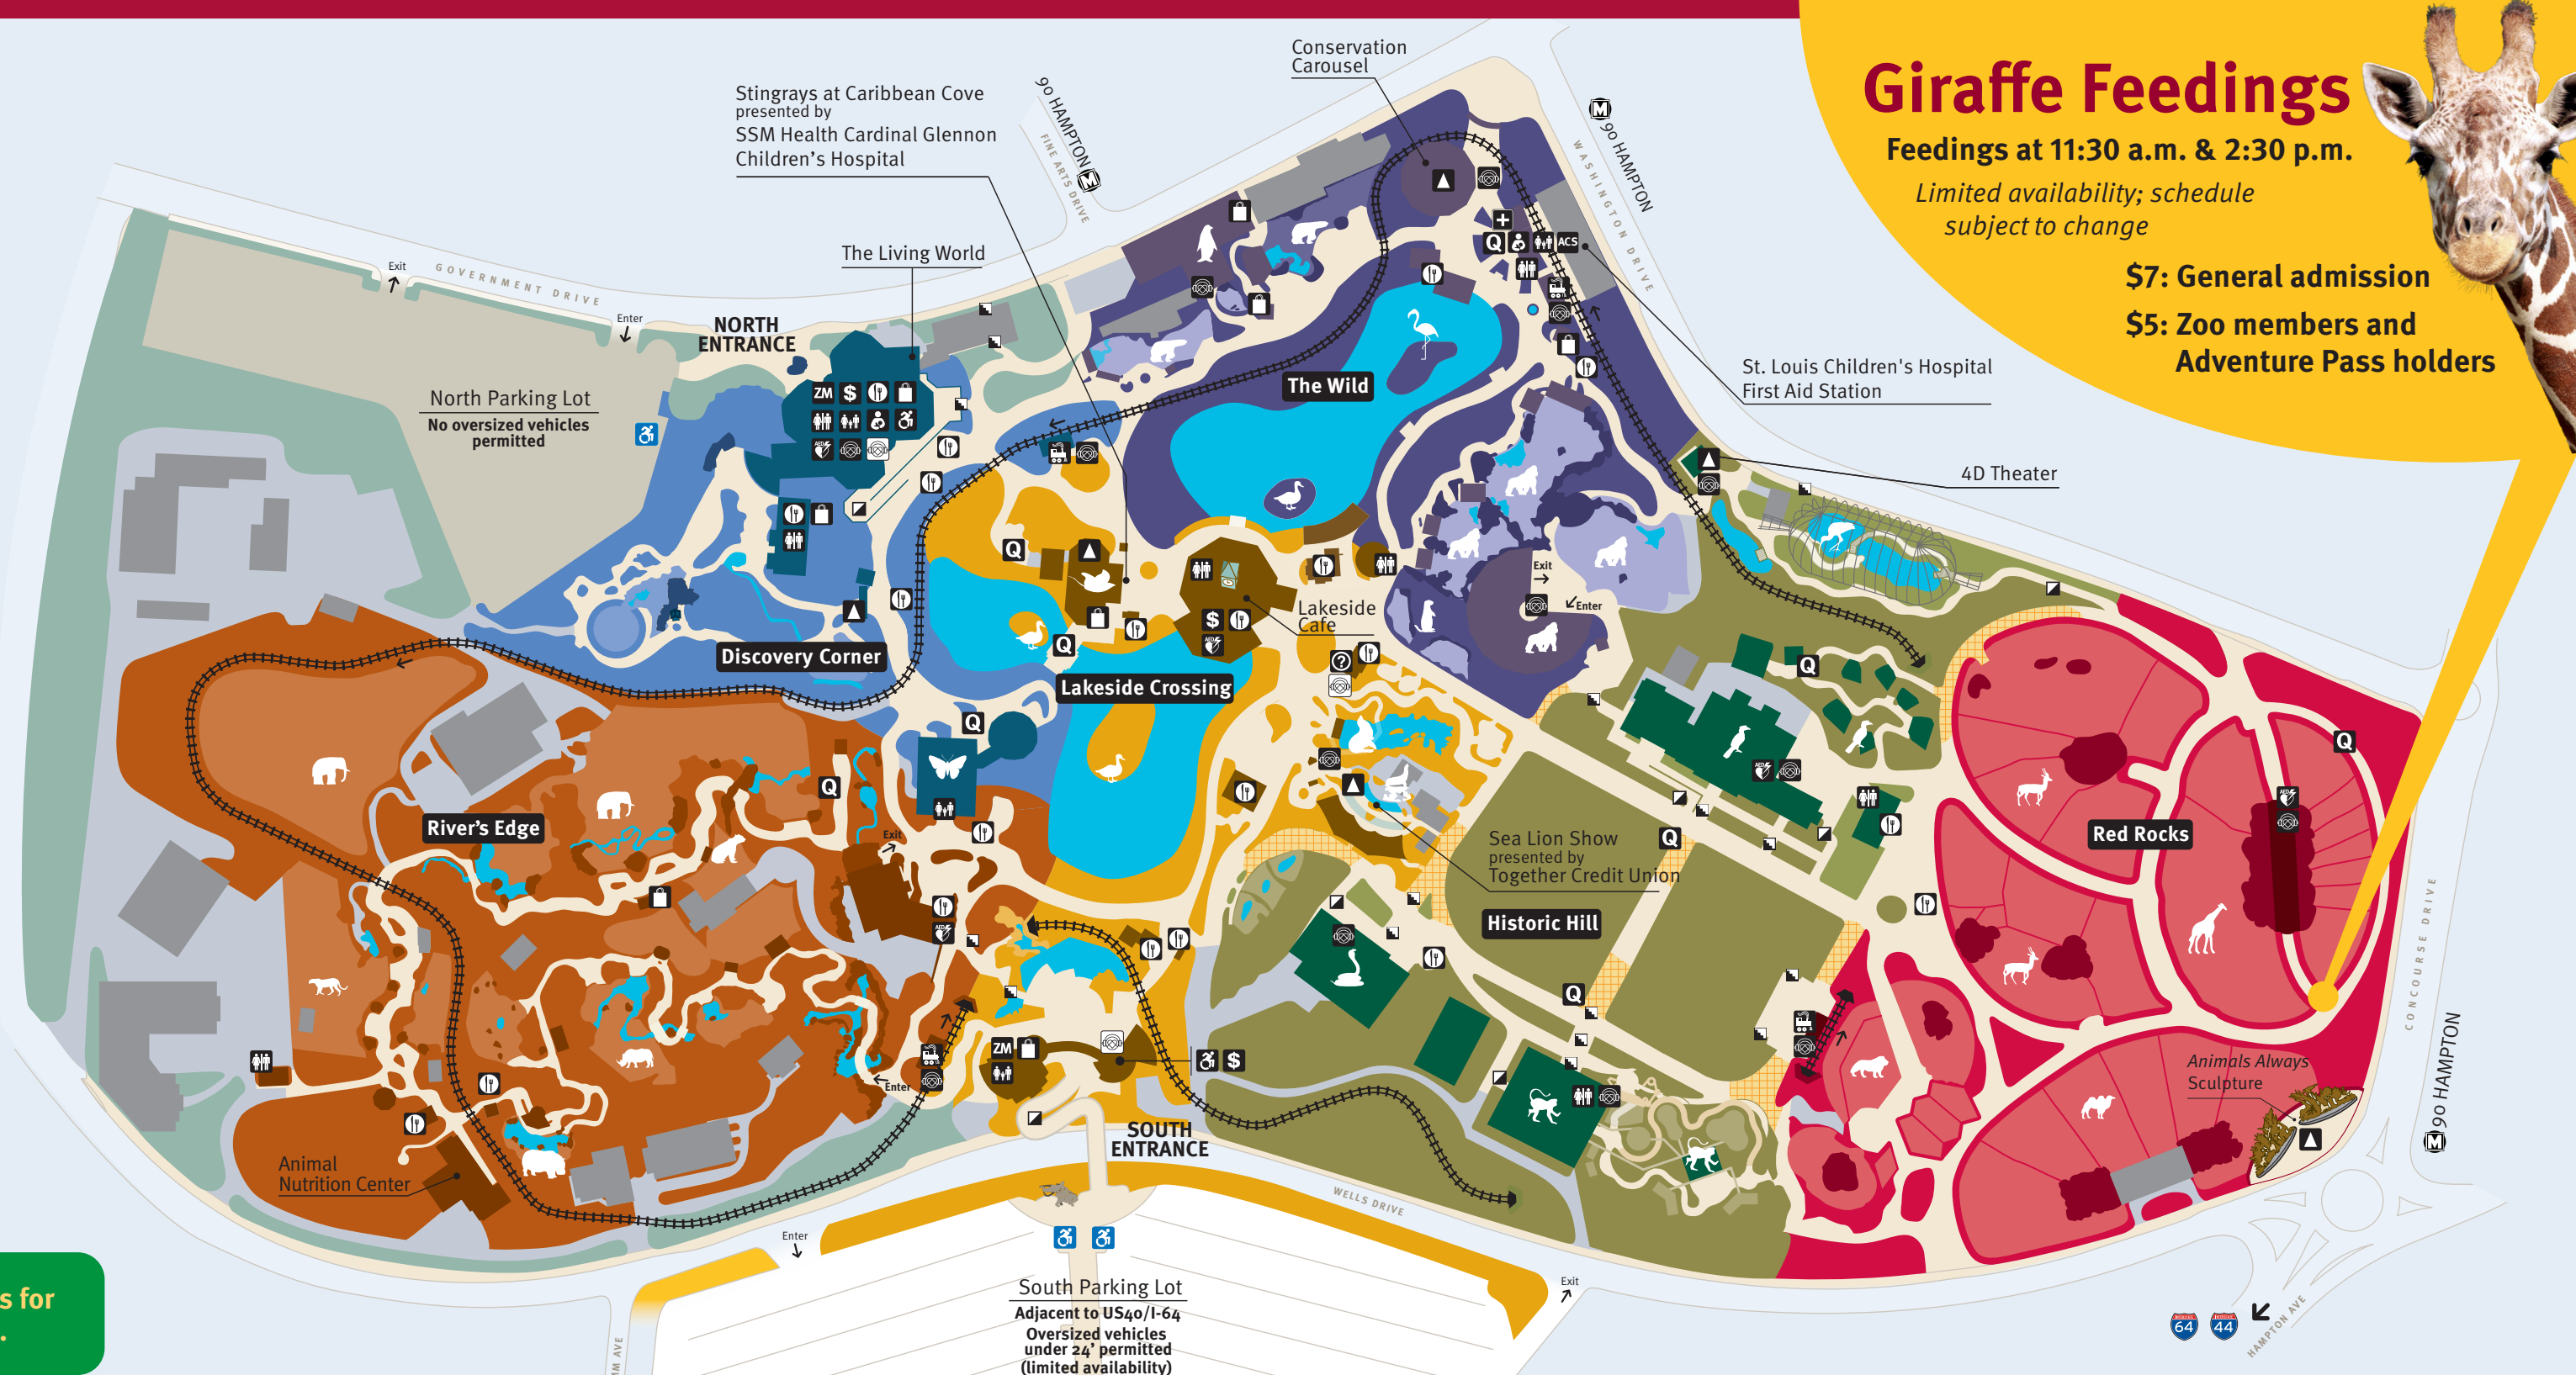 Giraffe Feedings
Feedings at 11:30 a.m. & 2:30 p.m.
Limited availability; schedule
subject to change
$7: General admission
$5: Zoo members and
Adventure Pass holders
Conservation
Carousel
Stingrays at Caribbean Cove
presented by
SSM Health Cardinal Glennon
Children's Hospital
90 HAMPTON
M
FINE ARTS DRIVE
M
90 HAMPTON
WASHINGTON DRIVE
The Living World
Exit
GOVERNMENT DRIVE
Enter
NORTH
ENTRANCE
North Parking Lot
No oversized vehicles
permitted
ZM $
AED
Q ACS
St. Louis Children's Hospital
First Aid Station
The Wild
4D Theater
Q
Exit
Enter
Lakeside
Cafe
$
AED
Q
?
Discovery Corner
Lakeside Crossing
Q
Q
Q
Q
River's Edge
Exit
AED
Red Rocks
AED
Sea Lion Show
presented by
Together Credit Union
Q
Historic Hill
AED
Q
CONCOURSE DRIVE
M 90 HAMPTON
ZM
$
Enter
Animals Always
Sculpture
Animal
Nutrition Center
SOUTH
ENTRANCE
WELLS DRIVE
Enter
Exit
South Parking Lot
Adjacent to US40/I-64
Oversized vehicles
under 24' permitted
(limited availability)
s for
.
MM AVE
64 44
HAMPTON AVE